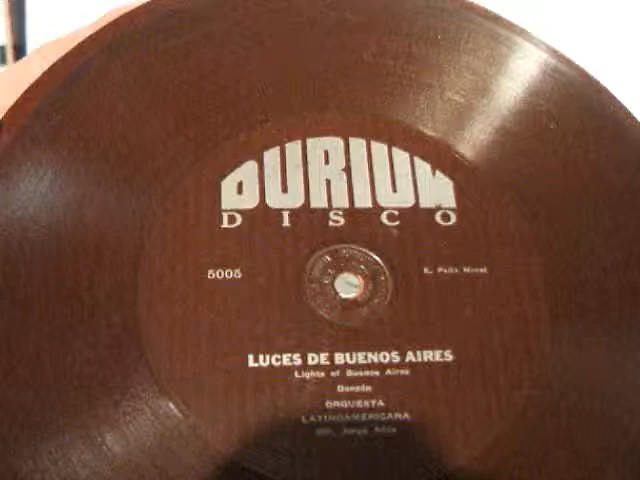 DURIUM
DISCO
5005
LUCES DE BUENOS AIRES
Lights of Buenos Aires
Danzón
ORQUESTA
LATINOAMERICANA